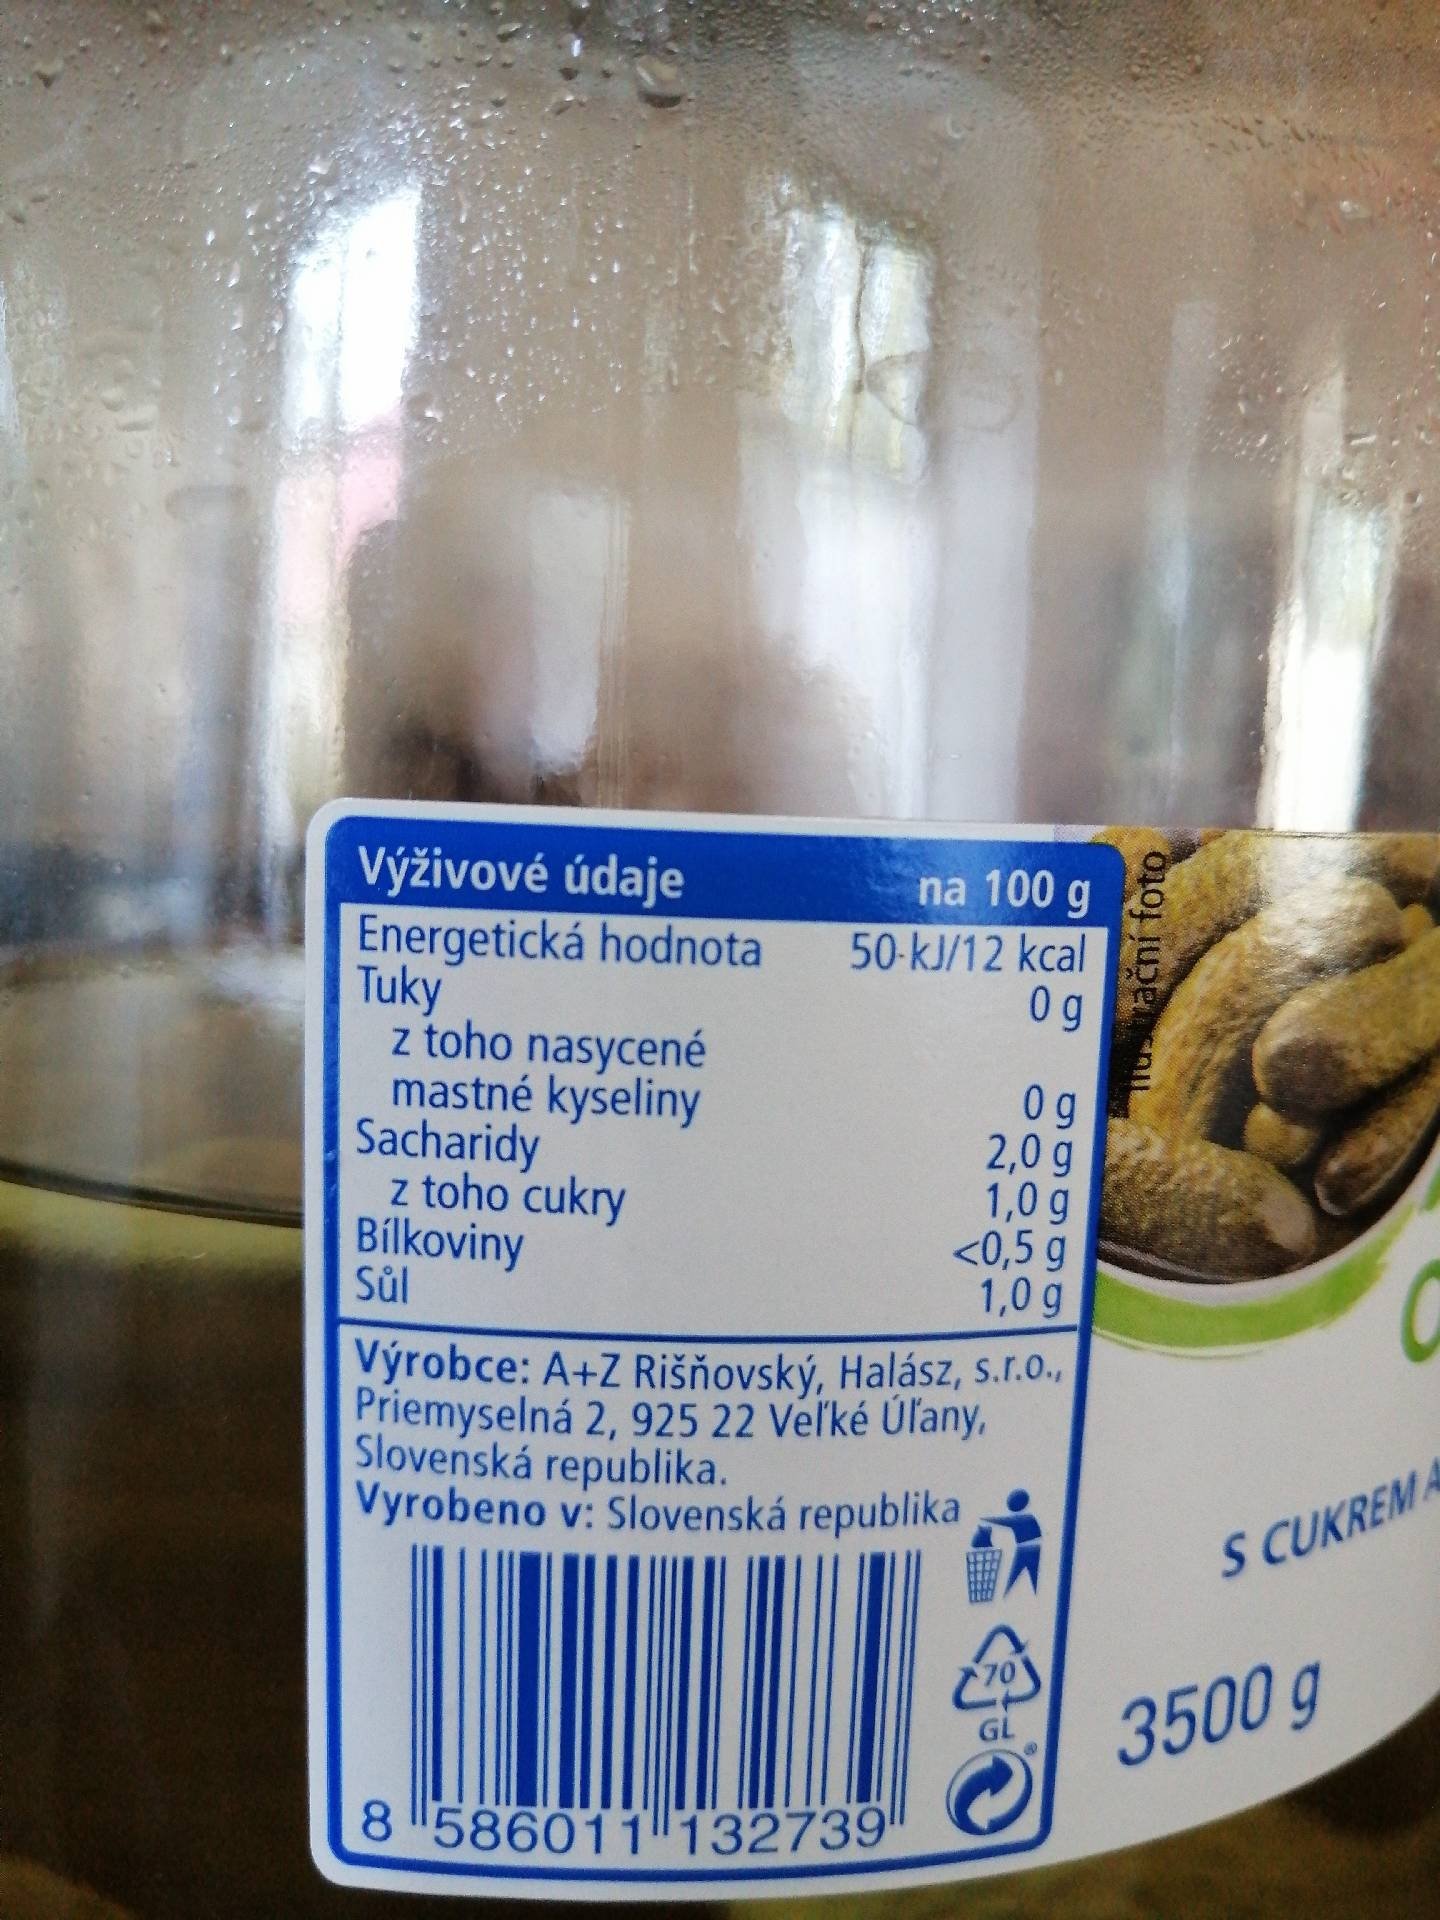 Výživové údaje na 100 g
Energetická hodnota 50 kJ/12 kcal
Tuky 0 g
z toho nasycené
mastné kyseliny 0 g
Sacharidy 2,0 g
z toho cukry 1,0 g
Bílkoviny <0,5 g
Sůl 1,0 g
Výrobce: A+Z Rišňovský, Halász, s.r.o.,
Priemyselná 2, 925 22 Veľké Úľany,
Slovenská republika.
Vyrobeno v: Slovenská republika
70
GL
8 586011 132739
foto
S CUKREM A
3500 g